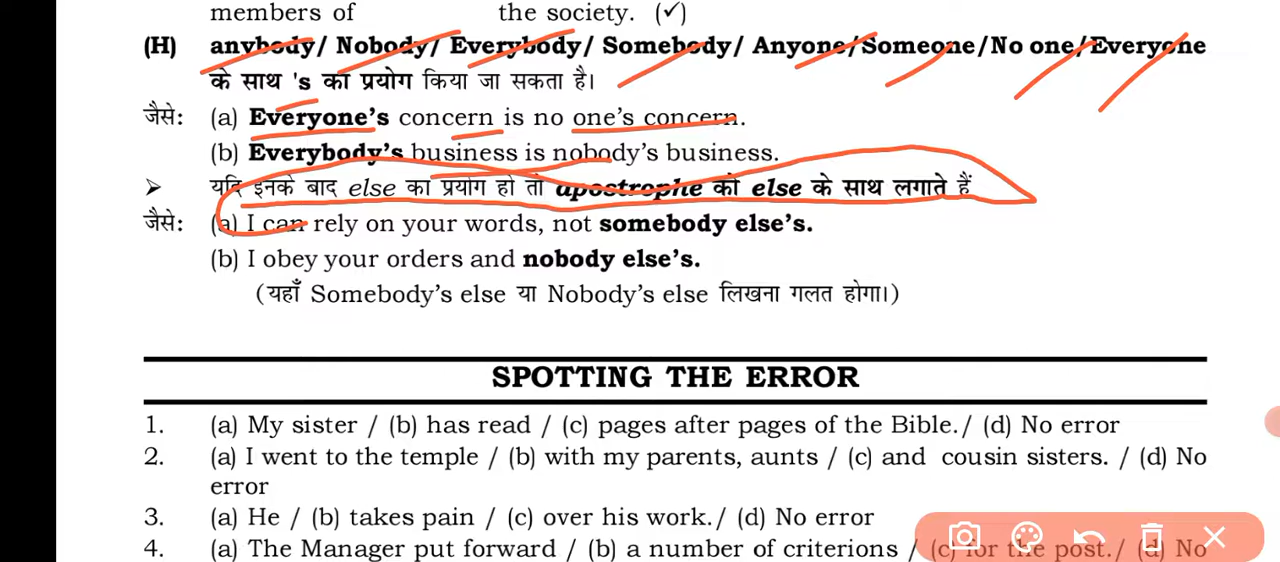 members of the society. (✓)
(H) anybody/ Nobody/ Everybody/ Somebody/ Anyone/Someone/No one/Everyone
के साथ 's का प्रयोग किया जा सकता है।
जैसे: (a) Everyone's concern is no one's concern.
(b) Everybody's business is nobody's business.
➢ यदि इनके बाद else का प्रयोग हो तो apostrophe को else के साथ लगाते हैं
जैसे: (a) I can rely on your words, not somebody else's.
(b) I obey your orders and nobody else's.
(यहाँ Somebody's else या Nobody's else लिखना गलत होगा।)
SPOTTING THE ERROR
1. (a) My sister / (b) has read / (c) pages after pages of the Bible./ (d) No error
2. (a) I went to the temple / (b) with my parents, aunts / (c) and cousin sisters. / (d) No
error
3. (a) He / (b) takes pain / (c) over his work./ (d) No error
4. (a) The Manager put forward / (b) a number of criterions / (c) for the post./ (d) No